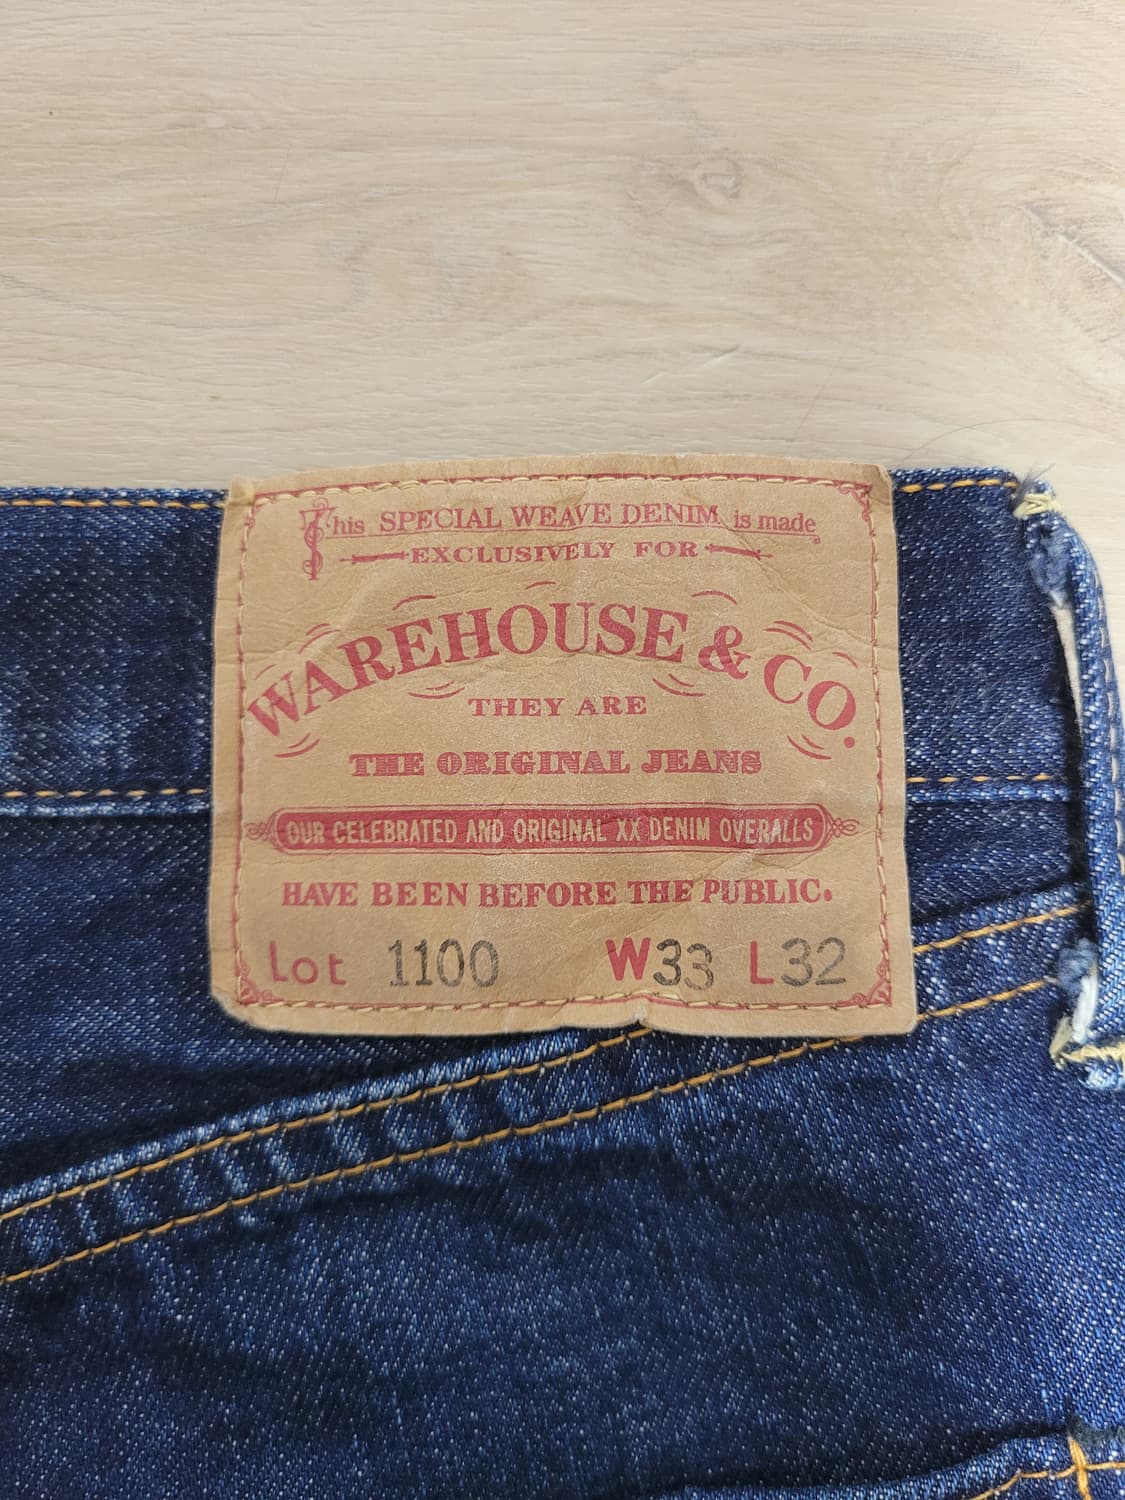 This SPECIAL WEAVE DENIM is made
EXCLUSIVELY FOR
WAREHOUSE & CO.
THEY ARE
THE ORIGINAL JEANS
OUR CELEBRATED AND ORIGINAL XX DENIM OVERALLS
HAVE BEEN BEFORE THE PUBLIC.
Lot 1100 W33 L32